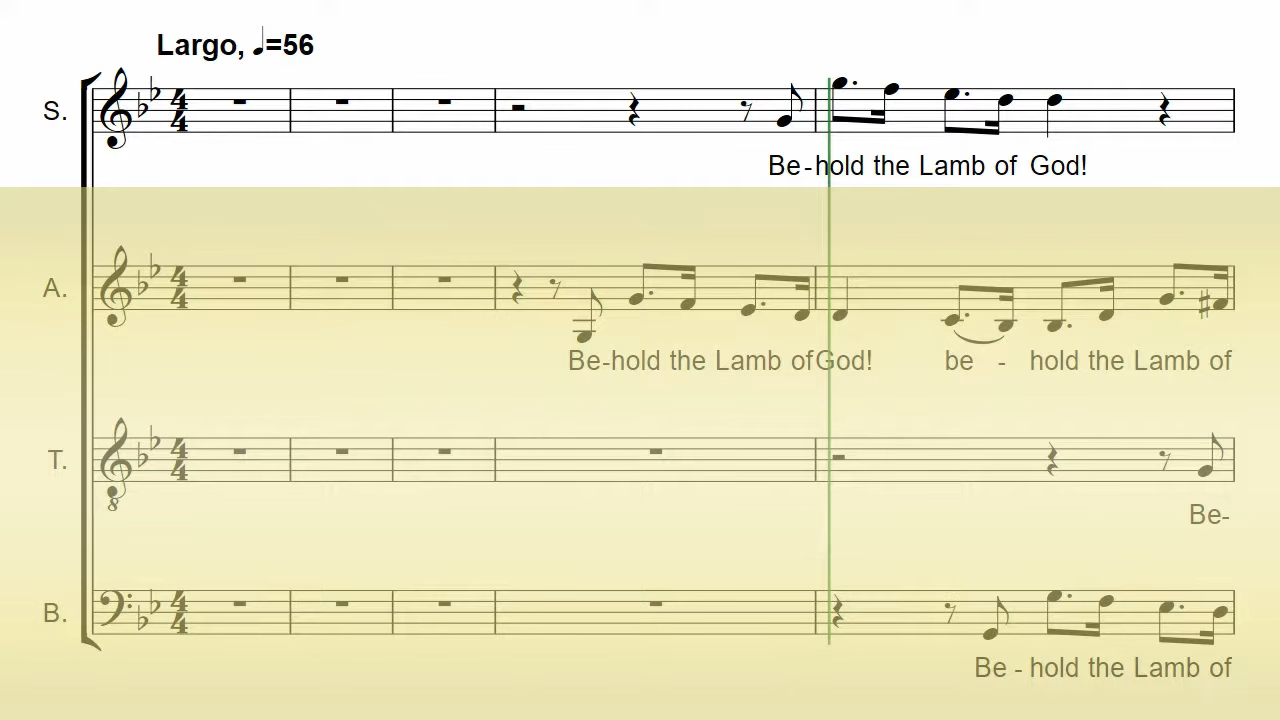 Largo, ♩=56
S.
Be-hold the Lamb of God!
A.
Be-hold the Lamb of God! be - hold the Lamb of
T.
Be-
B.
Be - hold the Lamb of